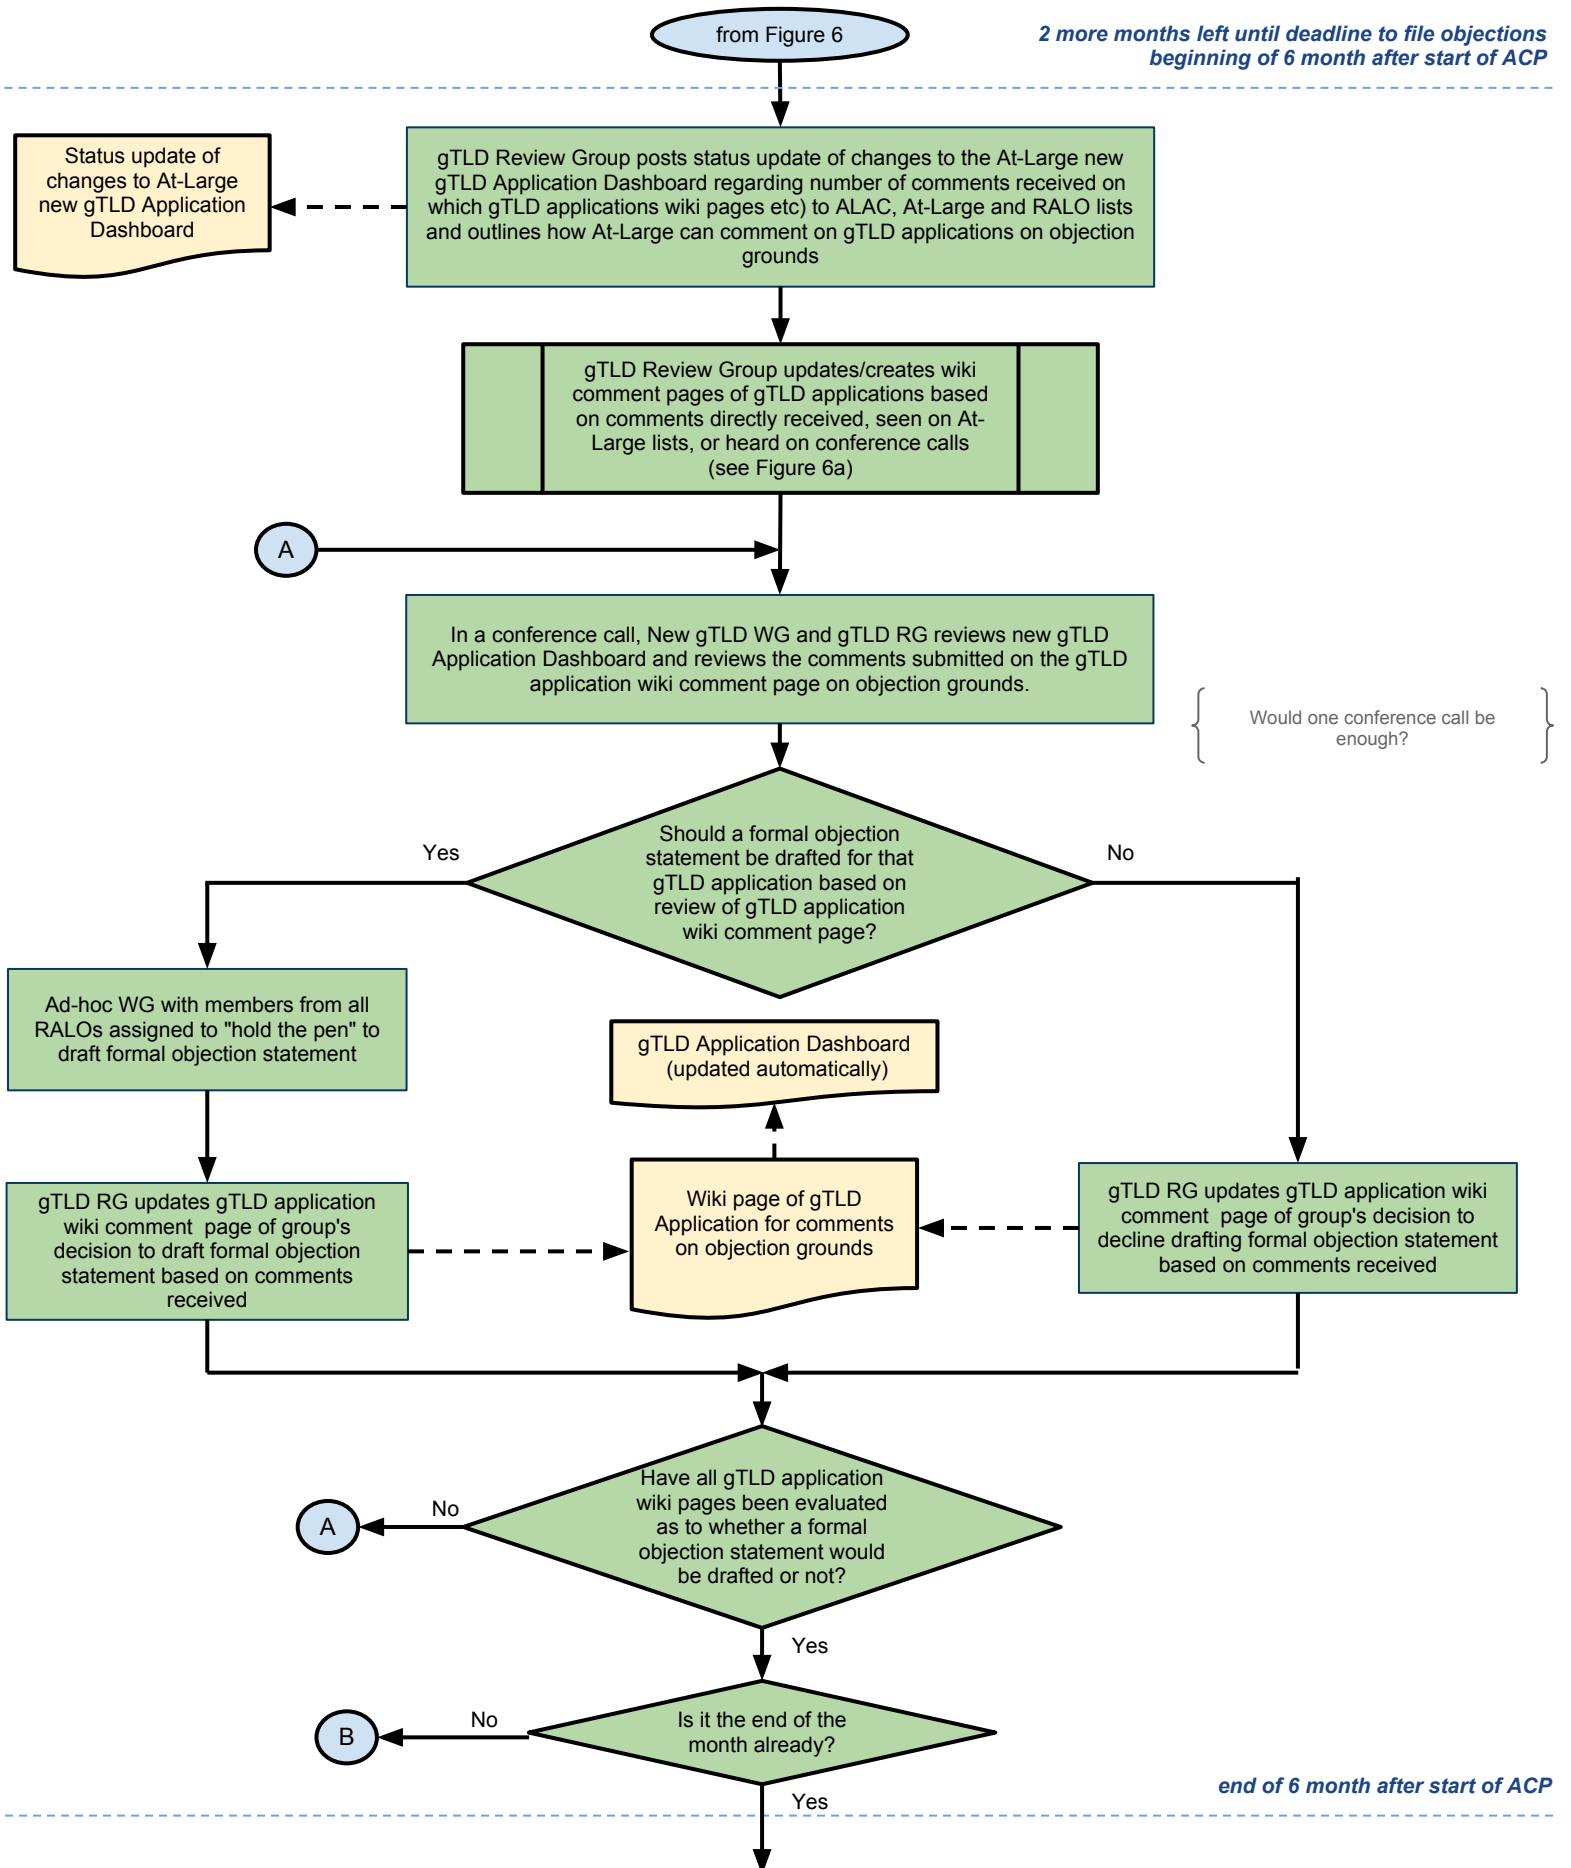 from Figure 6
2 more months left until deadline to file objections
beginning of 6 month after start of ACP
Status update of
changes to At-Large
new gTLD Application
Dashboard
gTLD Review Group posts status update of changes to the At-Large new
gTLD Application Dashboard regarding number of comments received on
which gTLD applications wiki pages etc) to ALAC, At-Large and RALO lists
and outlines how At-Large can comment on gTLD applications on objection
grounds
gTLD Review Group updates/creates wiki
comment pages of gTLD applications based
on comments directly received, seen on At-
Large lists, or heard on conference calls
(see Figure 6a)
A
In a conference call, New gTLD WG and gTLD RG reviews new gTLD
Application Dashboard and reviews the comments submitted on the gTLD
application wiki comment page on objection grounds.
Would one conference call be
enough?
Should a formal objection
statement be drafted for that
gTLD application based on
review of gTLD application
wiki comment page?
Yes
No
Ad-hoc WG with members from all
RALOs assigned to "hold the pen" to
draft formal objection statement
gTLD Application Dashboard
(updated automatically)
gTLD RG updates gTLD application
wiki comment  page of group's
decision to draft formal objection
statement based on comments
received
Wiki page of gTLD
Application for comments
on objection grounds
gTLD RG updates gTLD application wiki
comment  page of group's decision to
decline drafting formal objection statement
based on comments received
Have all gTLD application
wiki pages been evaluated
as to whether a formal
objection statement would
be drafted or not?
No
A
Yes
Is it the end of the
month already?
No
B
end of 6 month after start of ACP
Yes